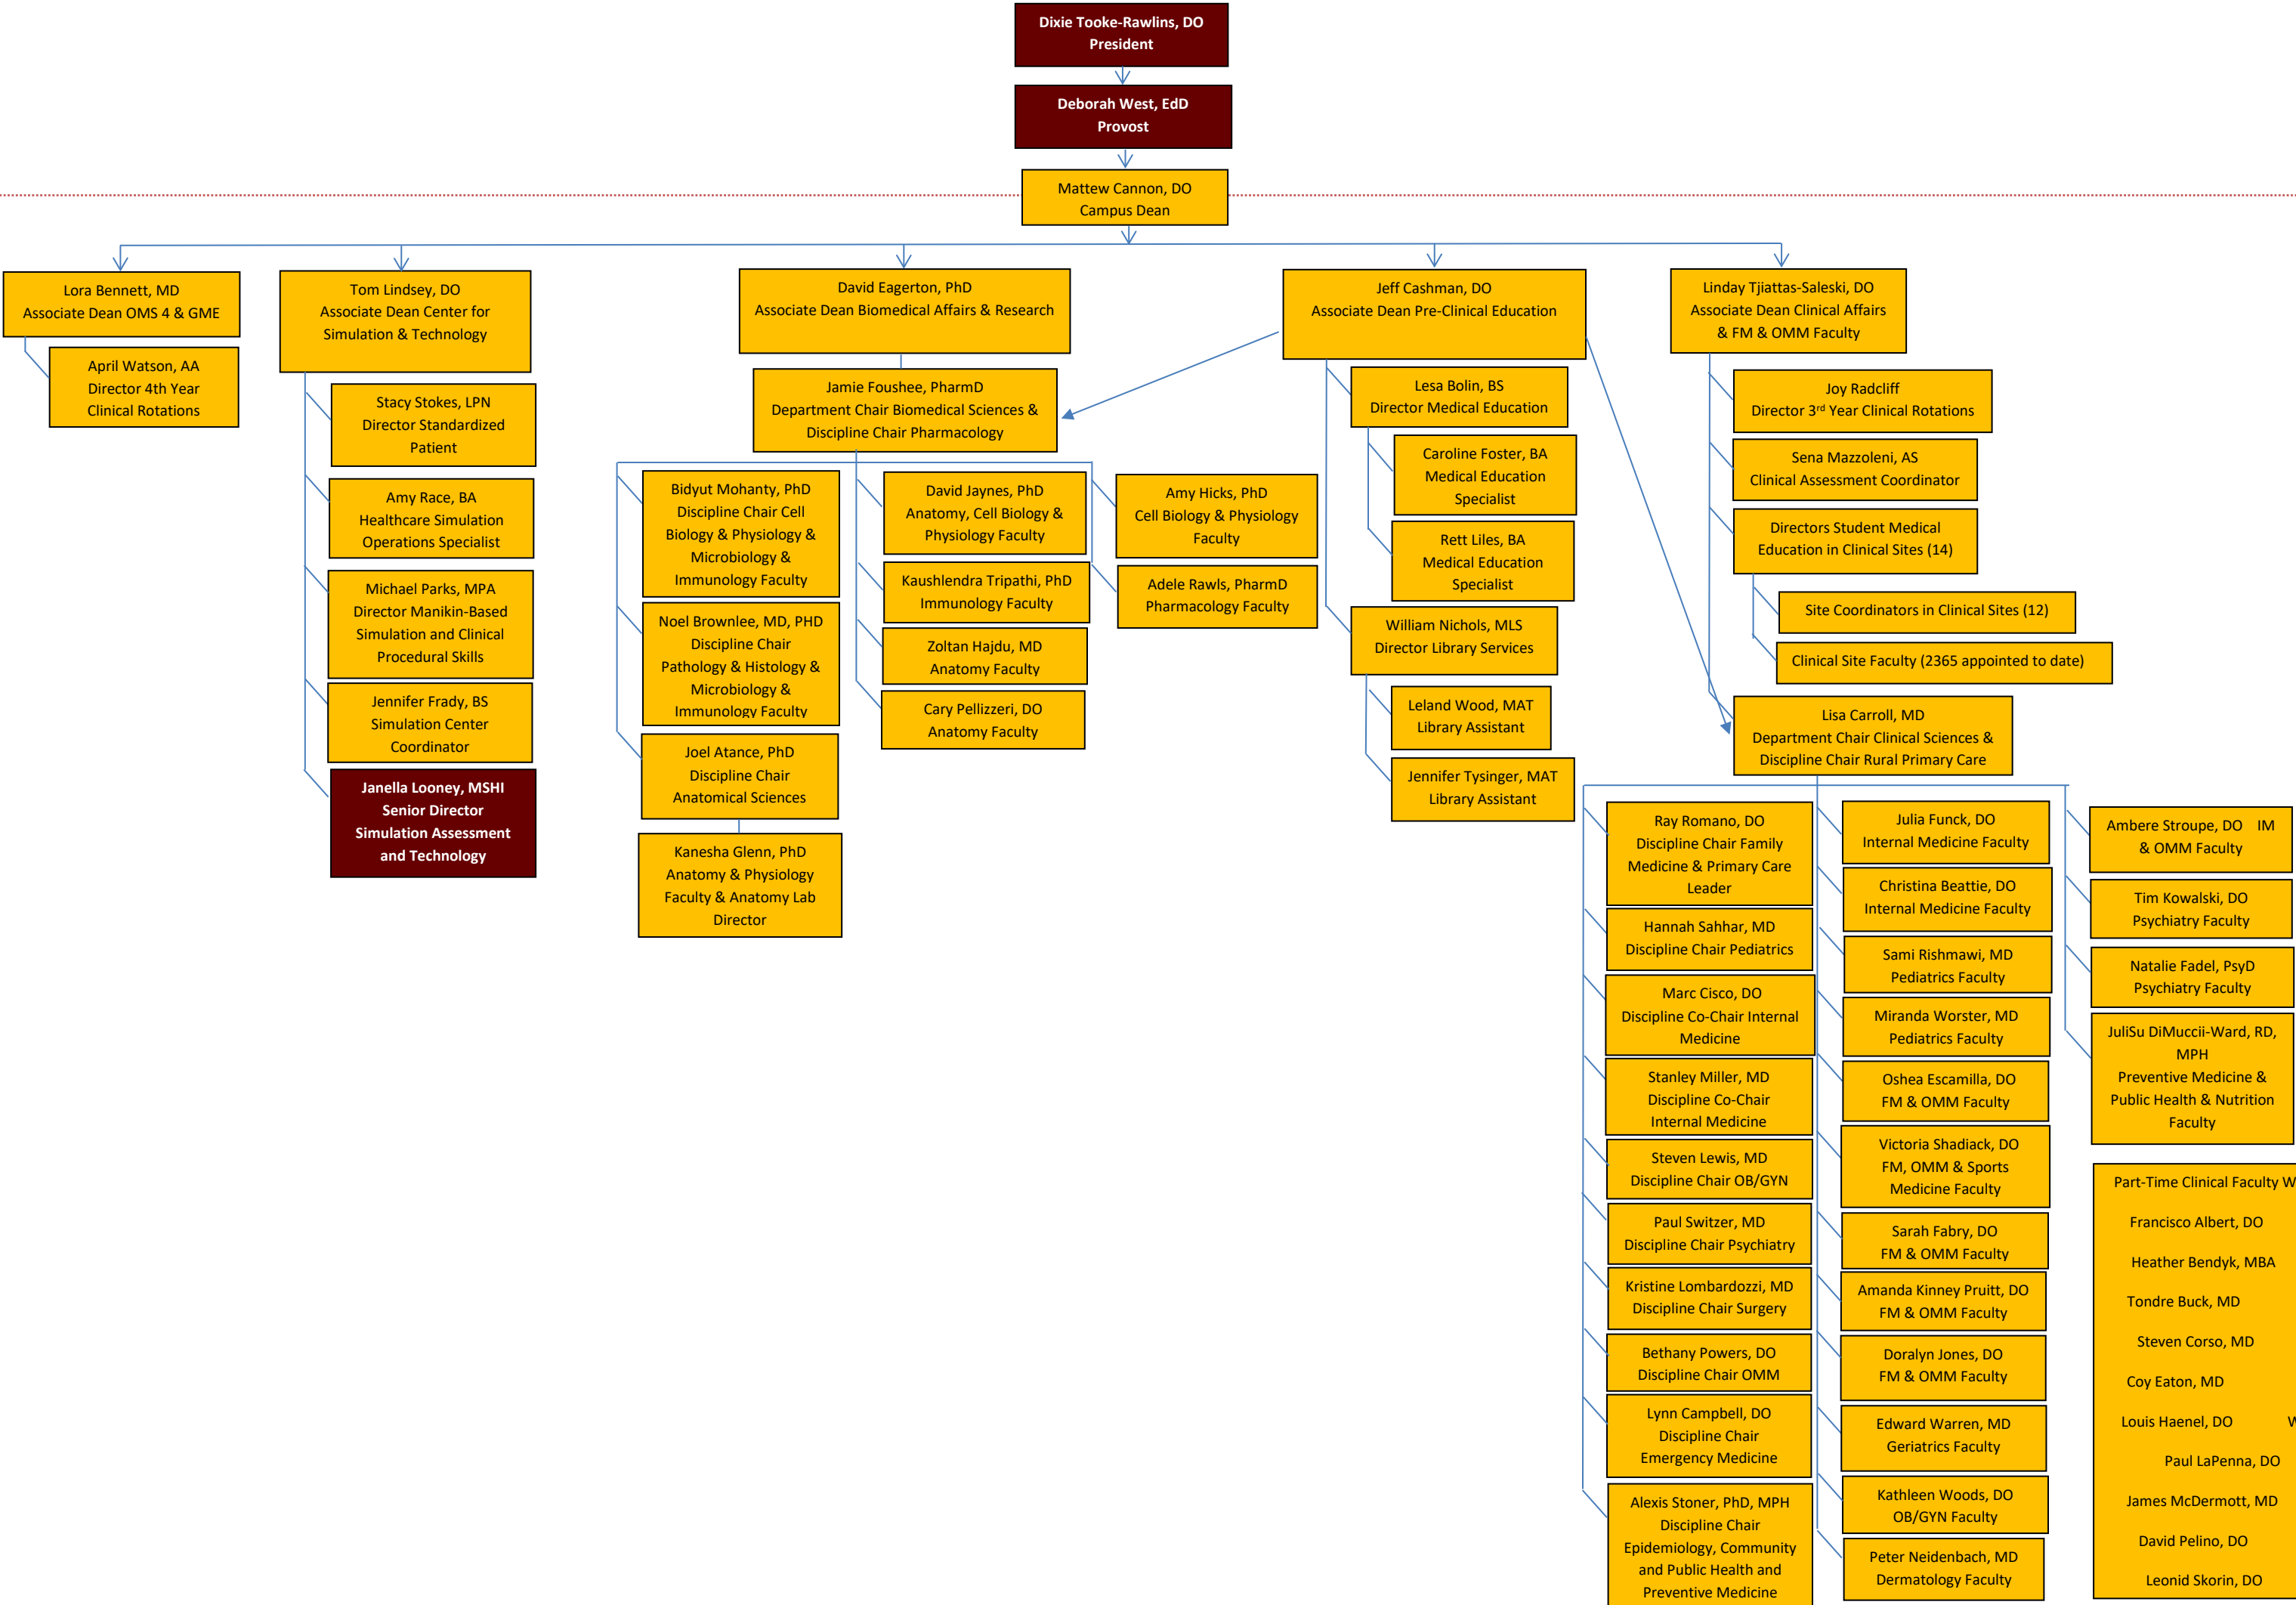 Dixie Tooke-Rawlins, DO
President
Deborah West, EdD
Provost
Mattew Cannon, DO
Campus Dean
Lora Bennett, MD
Associate Dean OMS 4 & GME
April Watson, AA
Director 4th Year
Clinical Rotations
Tom Lindsey, DO
Associate Dean Center for
Simulation & Technology
Stacy Stokes, LPN
Director Standardized
Patient
Amy Race, BA
Healthcare Simulation
Operations Specialist
Michael Parks, MPA
Director Manikin-Based
Simulation and Clinical
Procedural Skills
Jennifer Frady, BS
Simulation Center
Coordinator
Janella Looney, MSHI
Senior Director
Simulation Assessment
and Technology
David Eagerton, PhD
Associate Dean Biomedical Affairs & Research
Jamie Foushee, PharmD
Department Chair Biomedical Sciences &
Discipline Chair Pharmacology
Bidyut Mohanty, PhD
Discipline Chair Cell
Biology & Physiology &
Microbiology &
Immunology Faculty
Noel Brownlee, MD, PHD
Discipline Chair
Pathology & Histology &
Microbiology &
Immunology Faculty
Joel Atance, PhD
Discipline Chair
Anatomical Sciences
Kanesha Glenn, PhD
Anatomy & Physiology
Faculty & Anatomy Lab
Director
David Jaynes, PhD
Anatomy, Cell Biology &
Physiology Faculty
Kaushlendra Tripathi, PhD
Immunology Faculty
Zoltan Hajdu, MD
Anatomy Faculty
Cary Pellizzeri, DO
Anatomy Faculty
Amy Hicks, PhD
Cell Biology & Physiology
Faculty
Adele Rawls, PharmD
Pharmacology Faculty
Jeff Cashman, DO
Associate Dean Pre-Clinical Education
Lesa Bolin, BS
Director Medical Education
Caroline Foster, BA
Medical Education
Specialist
Rett Liles, BA
Medical Education
Specialist
William Nichols, MLS
Director Library Services
Leland Wood, MAT
Library Assistant
Jennifer Tysinger, MAT
Library Assistant
Linday Tjiattas-Saleski, DO
Associate Dean Clinical Affairs
& FM & OMM Faculty
Joy Radcliff
Director 3rd Year Clinical Rotations
Sena Mazzoleni, AS
Clinical Assessment Coordinator
Directors Student Medical
Education in Clinical Sites (14)
Site Coordinators in Clinical Sites (12)
Clinical Site Faculty (2365 appointed to date)
Lisa Carroll, MD
Department Chair Clinical Sciences &
Discipline Chair Rural Primary Care
Ray Romano, DO
Discipline Chair Family
Medicine & Primary Care
Leader
Hannah Sahhar, MD
Discipline Chair Pediatrics
Marc Cisco, DO
Discipline Co-Chair Internal
Medicine
Stanley Miller, MD
Discipline Co-Chair
Internal Medicine
Steven Lewis, MD
Discipline Chair OB/GYN
Paul Switzer, MD
Discipline Chair Psychiatry
Kristine Lombardozzi, MD
Discipline Chair Surgery
Bethany Powers, DO
Discipline Chair OMM
Lynn Campbell, DO
Discipline Chair
Emergency Medicine
Alexis Stoner, PhD, MPH
Discipline Chair
Epidemiology, Community
and Public Health and
Preventive Medicine
Julia Funck, DO
Internal Medicine Faculty
Christina Beattie, DO
Internal Medicine Faculty
Sami Rishmawi, MD
Pediatrics Faculty
Miranda Worster, MD
Pediatrics Faculty
Oshea Escamilla, DO
FM & OMM Faculty
Victoria Shadiack, DO
FM, OMM & Sports
Medicine Faculty
Sarah Fabry, DO
FM & OMM Faculty
Amanda Kinney Pruitt, DO
FM & OMM Faculty
Doralyn Jones, DO
FM & OMM Faculty
Edward Warren, MD
Geriatrics Faculty
Kathleen Woods, DO
OB/GYN Faculty
Peter Neidenbach, MD
Dermatology Faculty
Ambere Stroupe, DO IM
& OMM Faculty
Tim Kowalski, DO
Psychiatry Faculty
Natalie Fadel, PsyD
Psychiatry Faculty
JuliSu DiMuccii-Ward, RD,
MPH
Preventive Medicine &
Public Health & Nutrition
Faculty
Part-Time Clinical Faculty
Francisco Albert, DO
Heather Bendyk, MBA
Tondre Buck, MD
Steven Corso, MD
Coy Eaton, MD
Louis Haenel, DO
Paul LaPenna, DO
James McDermott, MD
David Pelino, DO
Leonid Skorin, DO